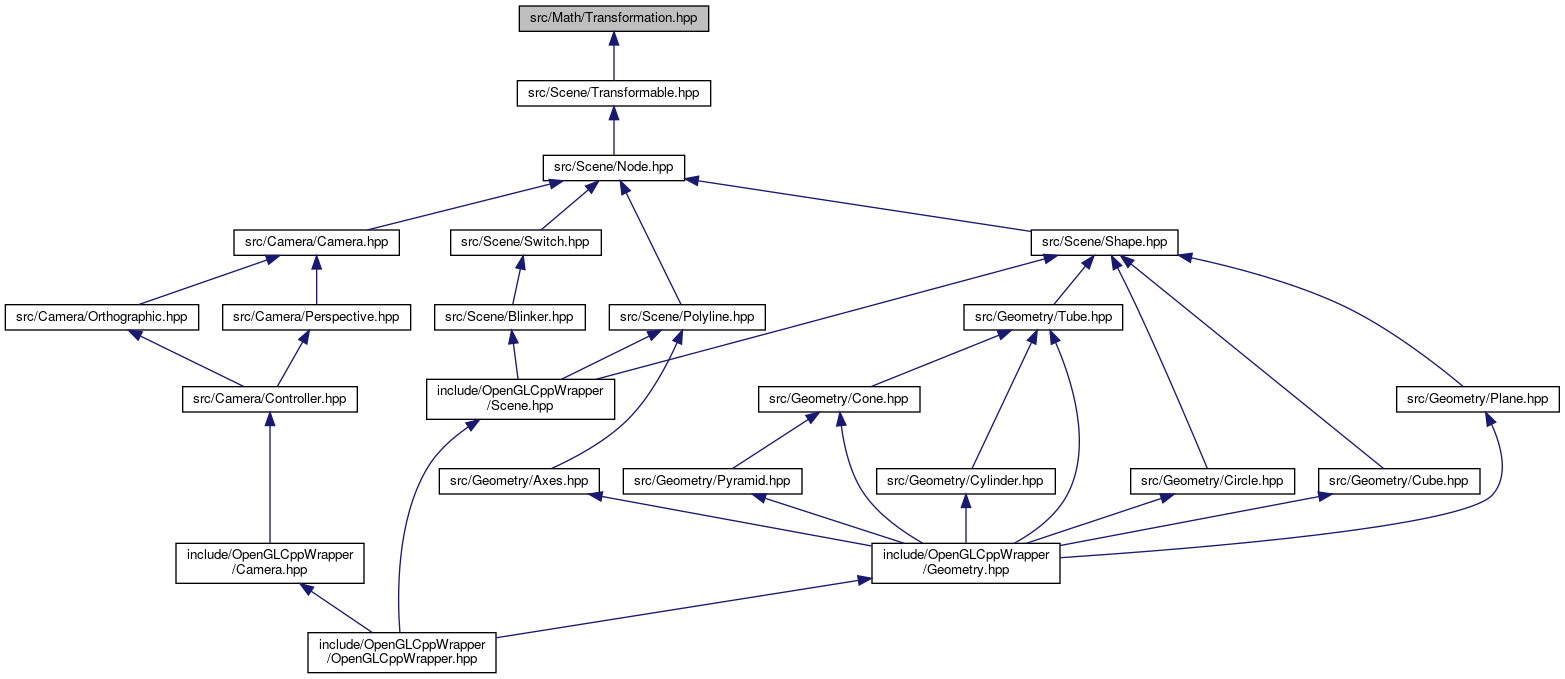 src/Math/Transformation.hpp
src/Scene/Transformable.hpp
src/Scene/Node.hpp
src/Camera/Camera.hpp
src/Scene/Switch.hpp
src/Scene/Shape.hpp
src/Camera/Orthographic.hpp
src/Camera/Perspective.hpp
src/Scene/Blinker.hpp
src/Scene/Polyline.hpp
src/Geometry/Tube.hpp
src/Camera/Controller.hpp
include/OpenGLCppWrapper
/Scene.hpp
src/Geometry/Cone.hpp
src/Geometry/Plane.hpp
src/Geometry/Axes.hpp
src/Geometry/Pyramid.hpp
src/Geometry/Cylinder.hpp
src/Geometry/Circle.hpp
src/Geometry/Cube.hpp
include/OpenGLCppWrapper
/Camera.hpp
include/OpenGLCppWrapper
/Geometry.hpp
include/OpenGLCppWrapper
/OpenGLCppWrapper.hpp